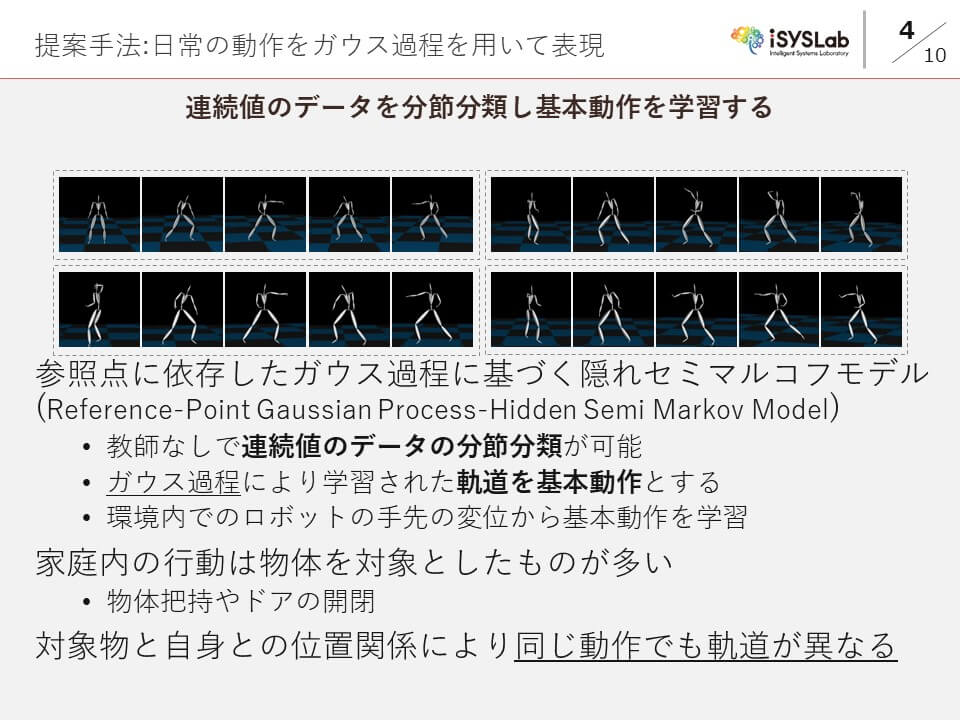 提案手法:日常の動作をガウス過程を用いて表現
iSYSLab
Intelligent Systems Laboratory
4
10
連続値のデータを分節分類し基本動作を学習する
参照点に依存したガウス過程に基づく隠れセミマルコフモデル
(Reference-Point Gaussian Process-Hidden Semi Markov Model)
• 教師なしで連続値のデータの分節分類が可能
• ガウス過程により学習された軌道を基本動作とする
• 環境内でのロボットの手先の変位から基本動作を学習
家庭内の行動は物体を対象としたものが多い
• 物体把持やドアの開閉
対象物と自身との位置関係により同じ動作でも軌道が異なる